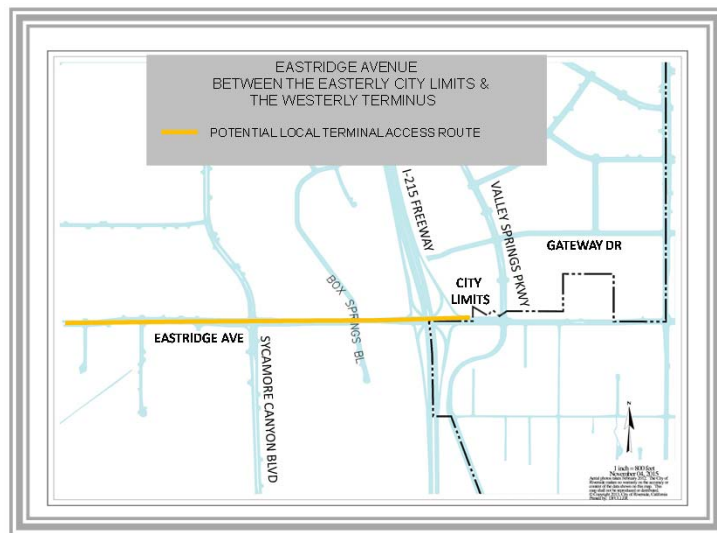 EASTRIDGE AVENUE
BETWEEN THE EASTERLY CITY LIMITS &
THE WESTERLY TERMINUS
POTENTIAL LOCAL TERMINAL ACCESS ROUTE
I-215 FREEWAY
VALLEY SPRINGS PKWY
GATEWAY DR
BOX SPRINGS BL
CITY
LIMITS
EASTRIDGE AVE
SYCAMORE CANYON BLVD
N
1 inch = 800 feet
November 04, 2015